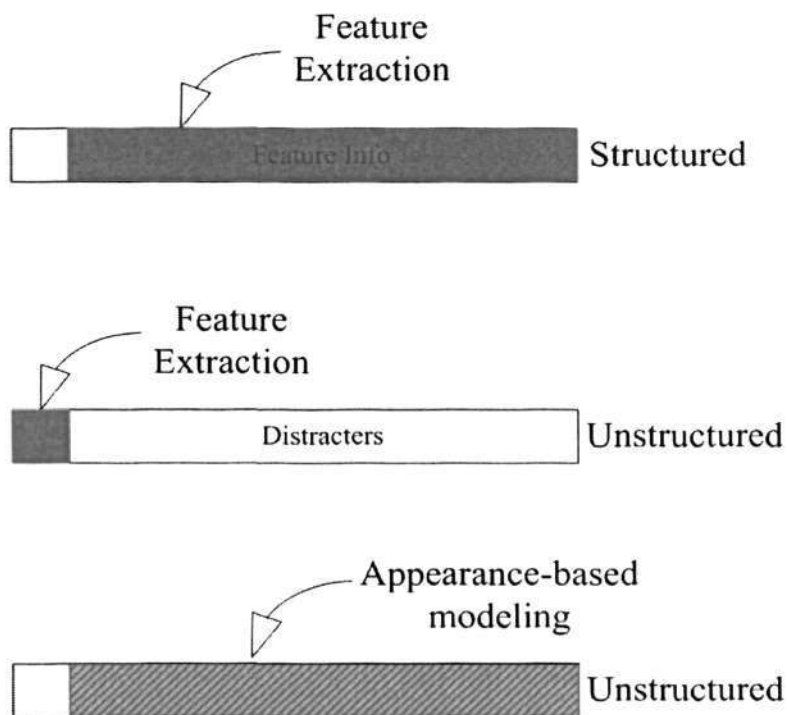 Feature
Extraction
Feature Info
Structured
Feature
Extraction
Distracters
Unstructured
Appearance-based
modeling
Unstructured